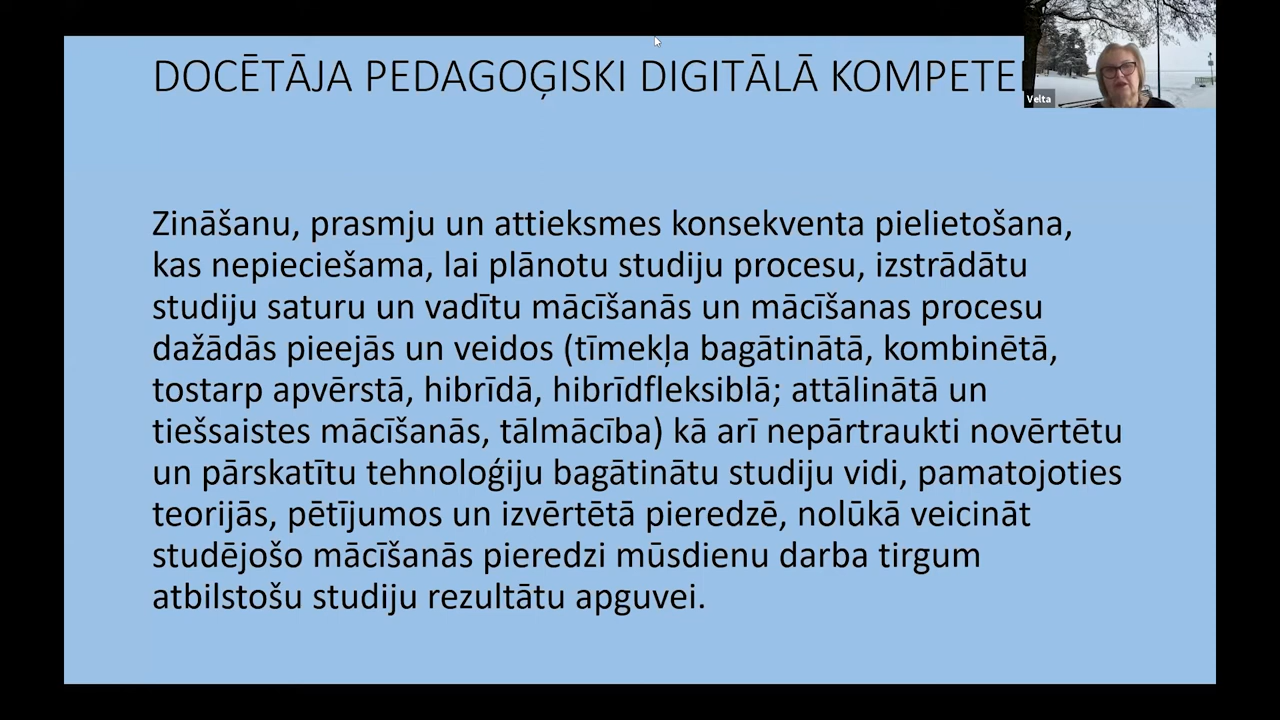 DOCĒTĀJA PEDAGOĢISKI DIGITĀLĀ
Velta
Zināšanu, prasmju un attieksmes konsekventa pielietošana,
kas nepieciešama, lai plānotu studiju procesu, izstrādātu
studiju saturu un vadītu mācīšanās un mācīšanas procesu
dažādās pieejās un veidos (tīmekļa bagātinātā, kombinētā,
tostarp apvērstā, hibrīdā, hibrīdfleksiblā; attālinātā un
tiešsaistes mācīšanās, tālmācība) kā arī nepārtraukti novērtētu
un pārskatītu tehnoloģiju bagātinātu studiju vidi, pamatojoties
teorijās, pētījumos un izvērtētā pieredzē, nolūkā veicināt
studējošo mācīšanās pieredzi mūsdienu darba tirgum
atbilstošu studiju rezultātu apguvei.